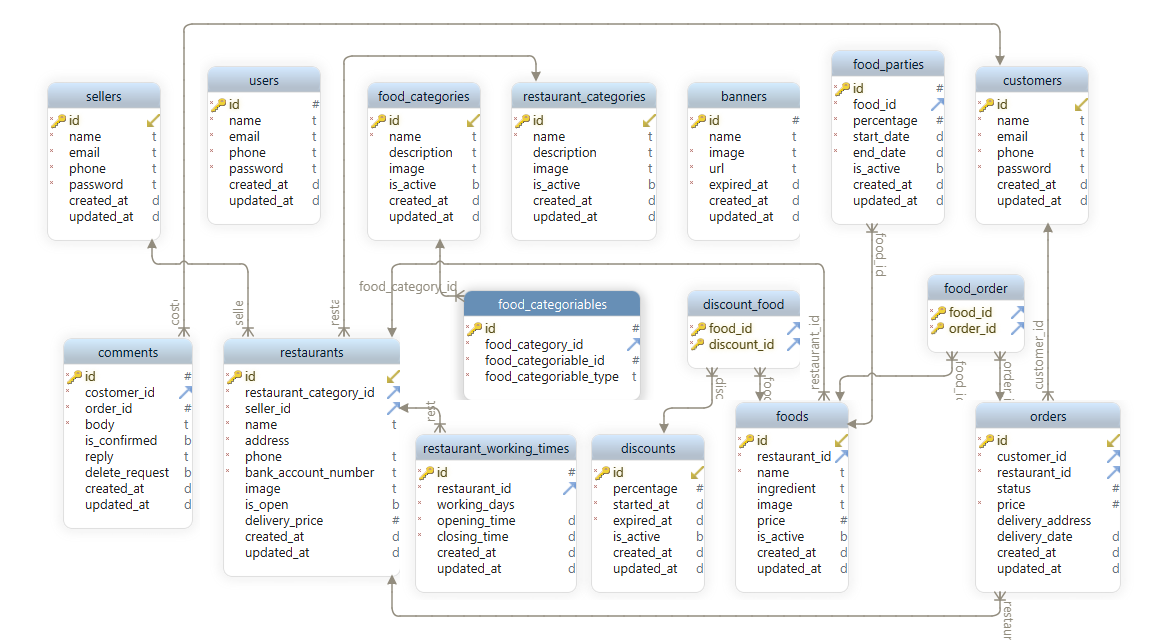 sellers
id
name t
email t
phone t
password t
created_at d
updated_at d
users
id #
name t
email t
phone t
password t
created_at d
updated_at d
food_categories
id
name t
description t
image t
is_active b
created_at d
updated_at d
restaurant_categories
id
name t
description t
image t
is_active b
created_at d
updated_at d
banners
id #
name t
image t
url t
expired_at d
created_at d
updated_at d
food_parties
id #
food_id
percentage #
start_date d
end_date d
is_active b
created_at d
updated_at d
customers
id
name t
email t
phone t
password t
created_at d
updated_at d
costo
selle
resta
food_category_id
food_id
food_categoriables
id #
food_category_id
food_categoriable_id #
food_categoriable_type t
discount_food
food_id
discount_id
restaurant_id
food_order
food_id
order_id
customer_id
comments
id #
costomer_id
order_id #
body t
is_confirmed b
reply t
delete_request b
created_at d
updated_at d
restaurants
id
restaurant_category_id
seller_id
name t
address
phone t
bank_account_number t
image t
is_open b
delivery_price #
created_at d
updated_at d
rest
disc
food
food_i
order_i
restaurant_working_times
id #
restaurant_id
working_days
opening_time d
closing_time d
created_at d
updated_at d
discounts
id
percentage #
started_at d
expired_at d
is_active b
created_at d
updated_at d
foods
id
restaurant_id
name t
ingredient t
image t
price #
is_active b
created_at d
updated_at d
orders
id
customer_id
restaurant_id
status #
price #
delivery_address
delivery_date d
created_at d
updated_at d
restaur